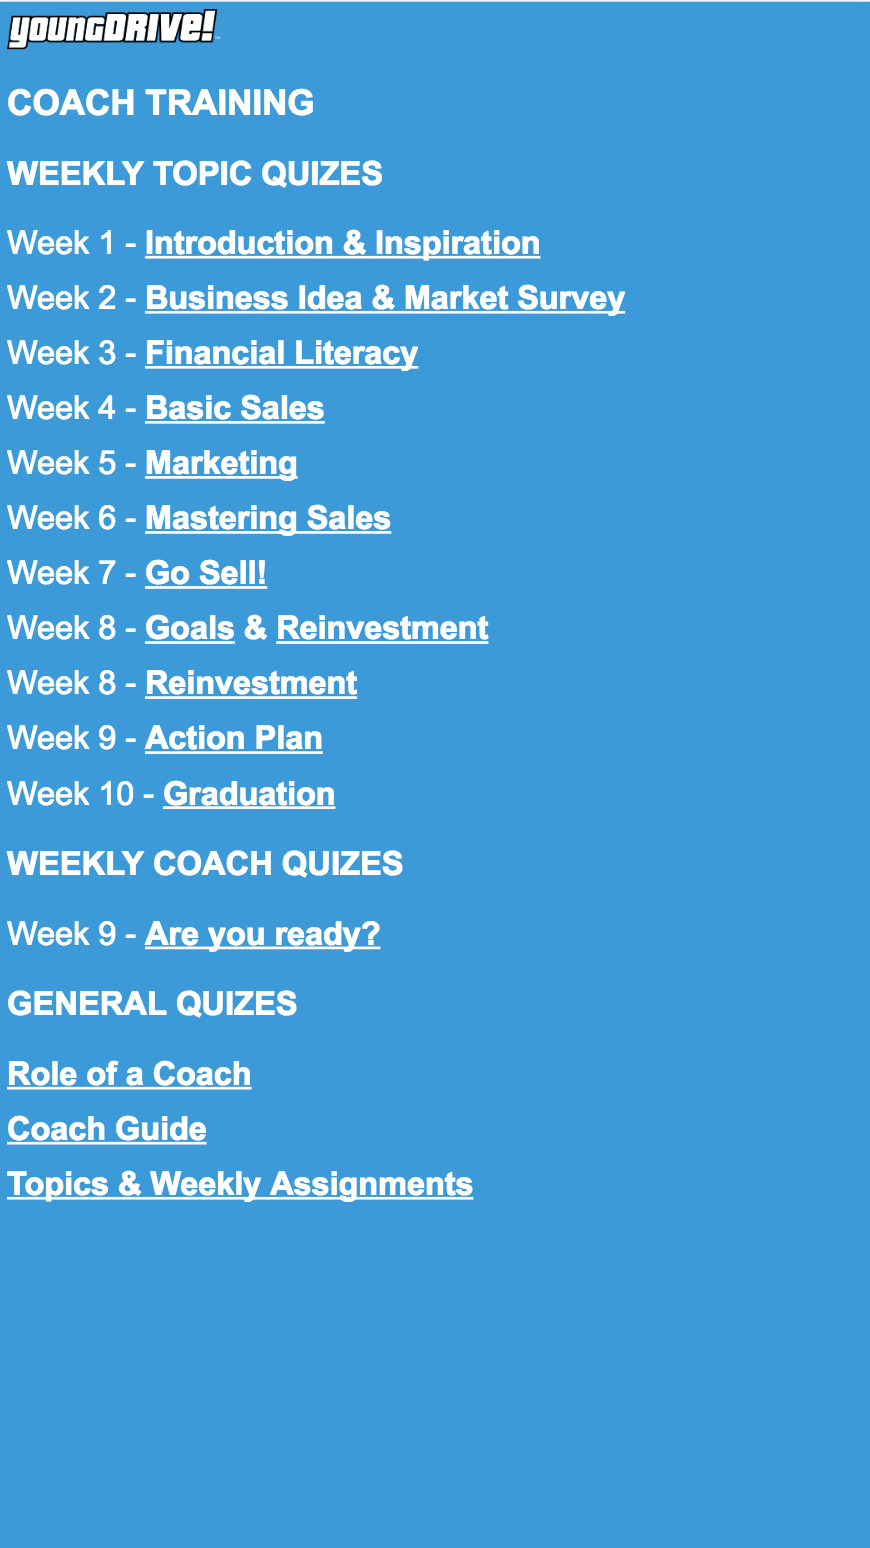 youngDRIVE!
COACH TRAINING
WEEKLY TOPIC QUIZES
Week 1 - Introduction & Inspiration
Week 2 - Business Idea & Market Survey
Week 3 - Financial Literacy
Week 4 - Basic Sales
Week 5 - Marketing
Week 6 - Mastering Sales
Week 7 - Go Sell!
Week 8 - Goals & Reinvestment
Week 8 - Reinvestment
Week 9 - Action Plan
Week 10 - Graduation
WEEKLY COACH QUIZES
Week 9 - Are you ready?
GENERAL QUIZES
Role of a Coach
Coach Guide
Topics & Weekly Assignments